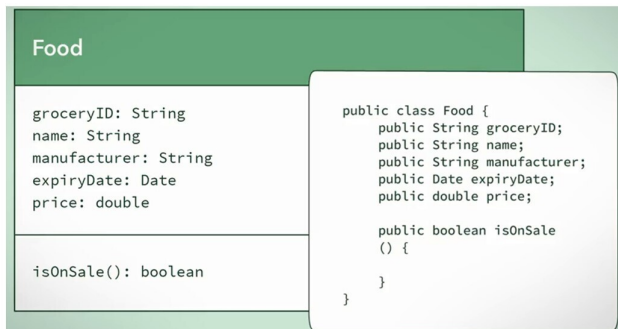 Food
groceryID: String
name: String
manufacturer: String
expiryDate: Date
price: double
isOnSale(): boolean
public class Food {
public String groceryID;
public String name;
public String manufacturer;
public Date expiryDate;
public double price;
public boolean isOnSale
() {
}
}